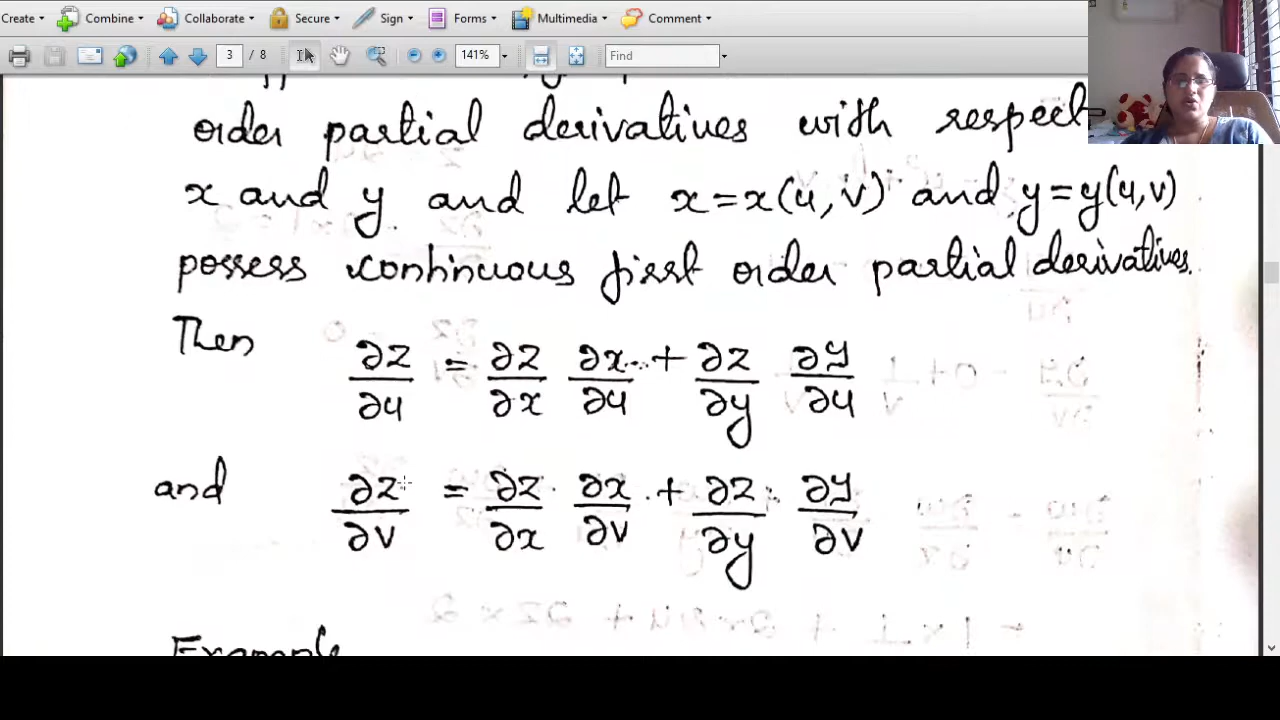 Create Combine Collaborate Secure Sign Forms Multimedia Comment
3 / 8 141% Find
order partial derivatives with respect
x and y and let x=x(u,v) and y=y(u,v)
possess continuous first order partial derivatives.
Then ∂z/∂u = ∂z/∂x ∂x/∂u + ∂z/∂y ∂y/∂u
and ∂z/∂v = ∂z/∂x · ∂x/∂v + ∂z/∂y · ∂y/∂v
Example